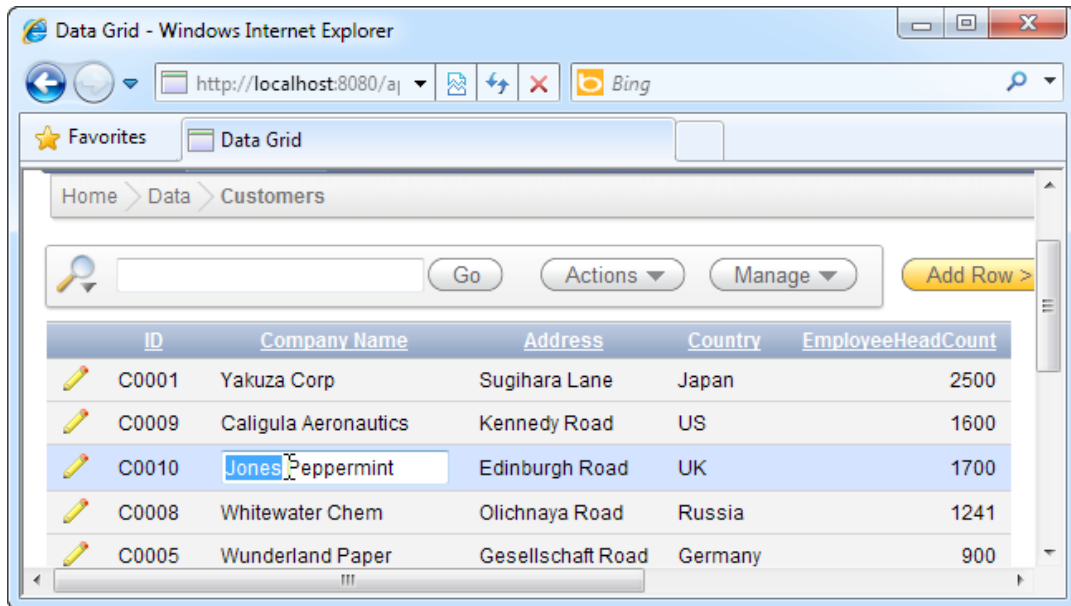 Data Grid - Windows Internet Explorer
http://localhost:8080/a Bing
Favorites Data Grid
Home Data Customers
Go Actions Manage Add Row >
ID Company Name Address Country EmployeeHeadCount
C0001 Yakuza Corp Sugihara Lane Japan 2500
C0009 Caligula Aeronautics Kennedy Road US 1600
C0010 Jones Peppermint Edinburgh Road UK 1700
C0008 Whitewater Chem Olichnaya Road Russia 1241
C0005 Wunderland Paper Gesellschaft Road Germany 900